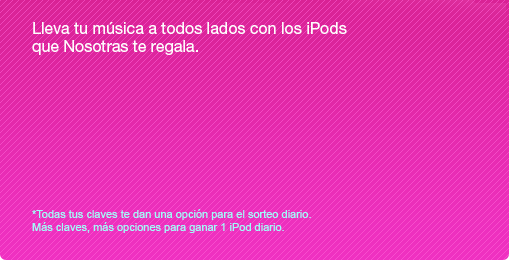 Lleva tu música a todos lados con los iPods
que Nosotras te regala.
*Todas tus claves te dan una opción para el sorteo diario.
Más claves, más opciones para ganar 1 iPod diario.